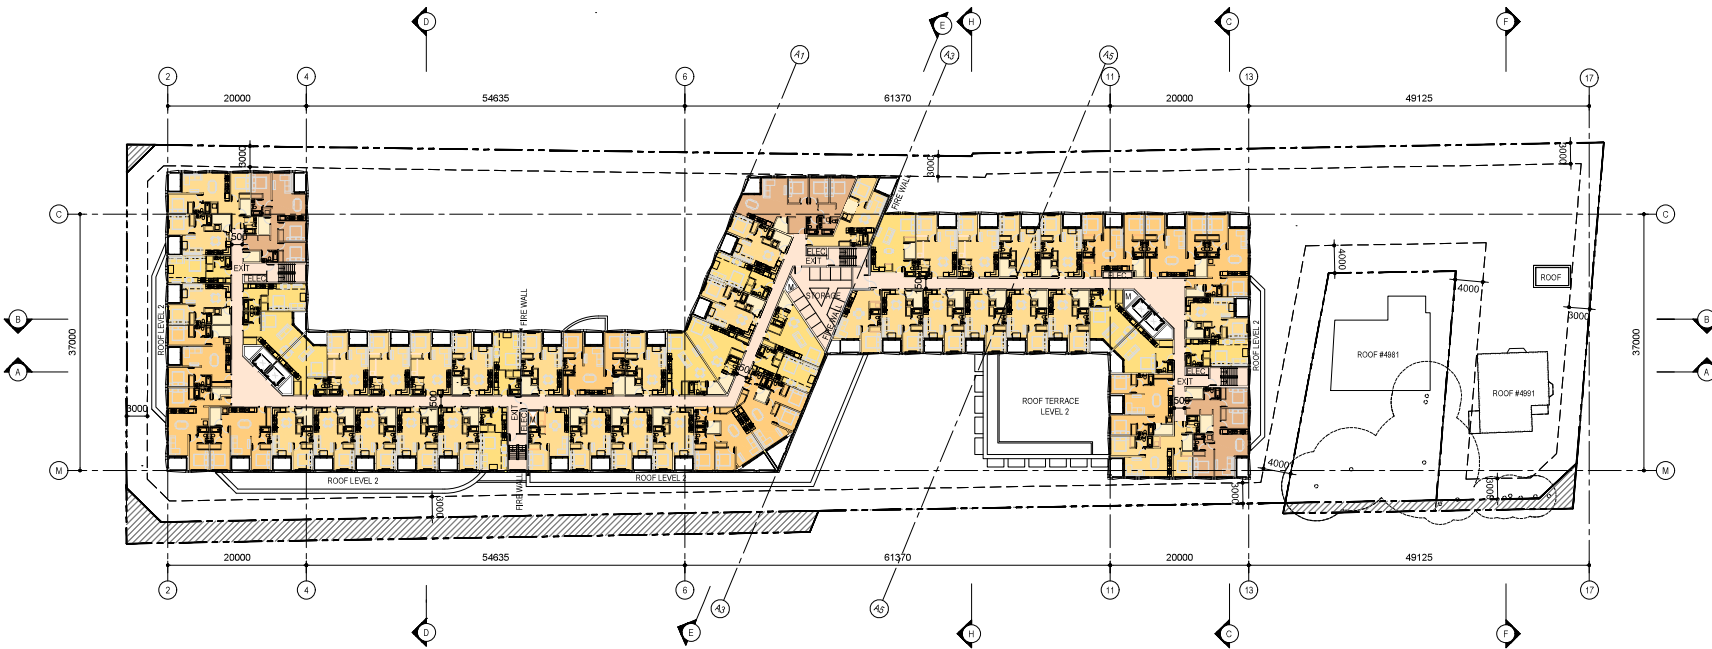 D
E
H
C
F
A1
A3
A5
2
4
6
11
13
17
20000
54635
61370
20000
49125
3000
3000
3000
C
C
FIRE WALL
1500
ELEC
EXIT
EXIT
ELEC
STORAGE
M
1500
ELEC
M
4000
4000
ROOF
3000
ROOF LEVEL 2
FIRE WALL
FIRE WALL
ROOF LEVEL 2
B
B
37000
37000
A
A
ROOF #4981
ROOF #4991
EXIT
ELEC
1500
1500
1500
EXIT
ELEC
M
3000
ROOF TERRACE
LEVEL 2
4000
M
M
ROOF LEVEL 2
ROOF LEVEL 2
FIRE WALL
3000
3000
3000
20000
54635
61370
20000
49125
2
4
6
11
13
17
A3
A5
D
E
H
C
F